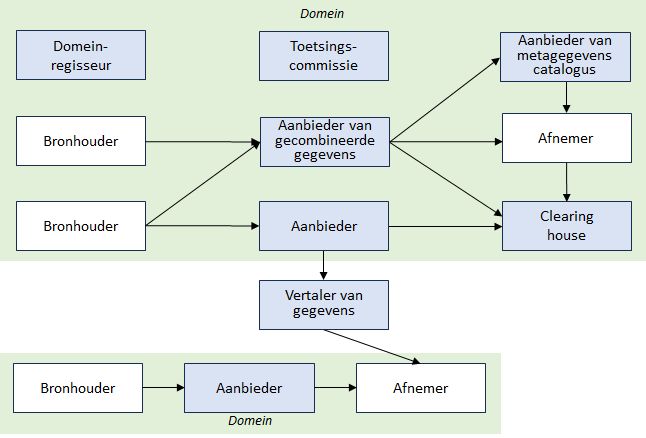 Domein
Domein-
regisseur
Toetsings-
commissie
Aanbieder van
metagegevens
catalogus
Bronhouder
Aanbieder van
gecombineerde
gegevens
Afnemer
Bronhouder
Aanbieder
Clearing
house
Vertaler van
gegevens
Bronhouder
Aanbieder
Afnemer
Domein